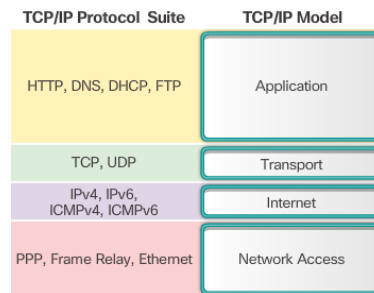 TCP/IP Protocol Suite TCP/IP Model
HTTP, DNS, DHCP, FTP Application
TCP, UDP Transport
IPv4, IPv6,
ICMPv4, ICMPv6 Internet
PPP, Frame Relay, Ethernet Network Access